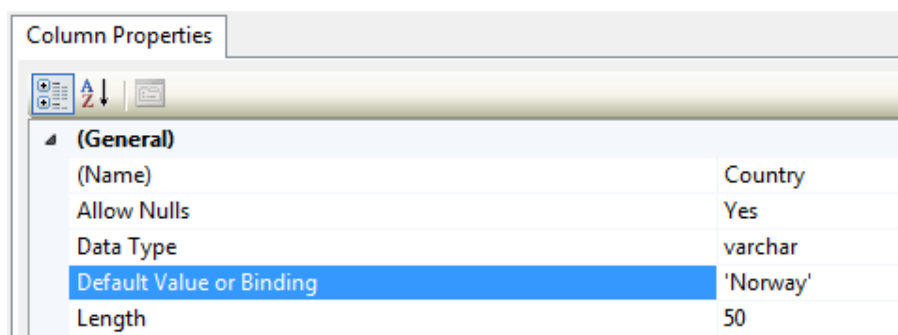 Column Properties
(General)
(Name) Country
Allow Nulls Yes
Data Type varchar
Default Value or Binding 'Norway'
Length 50